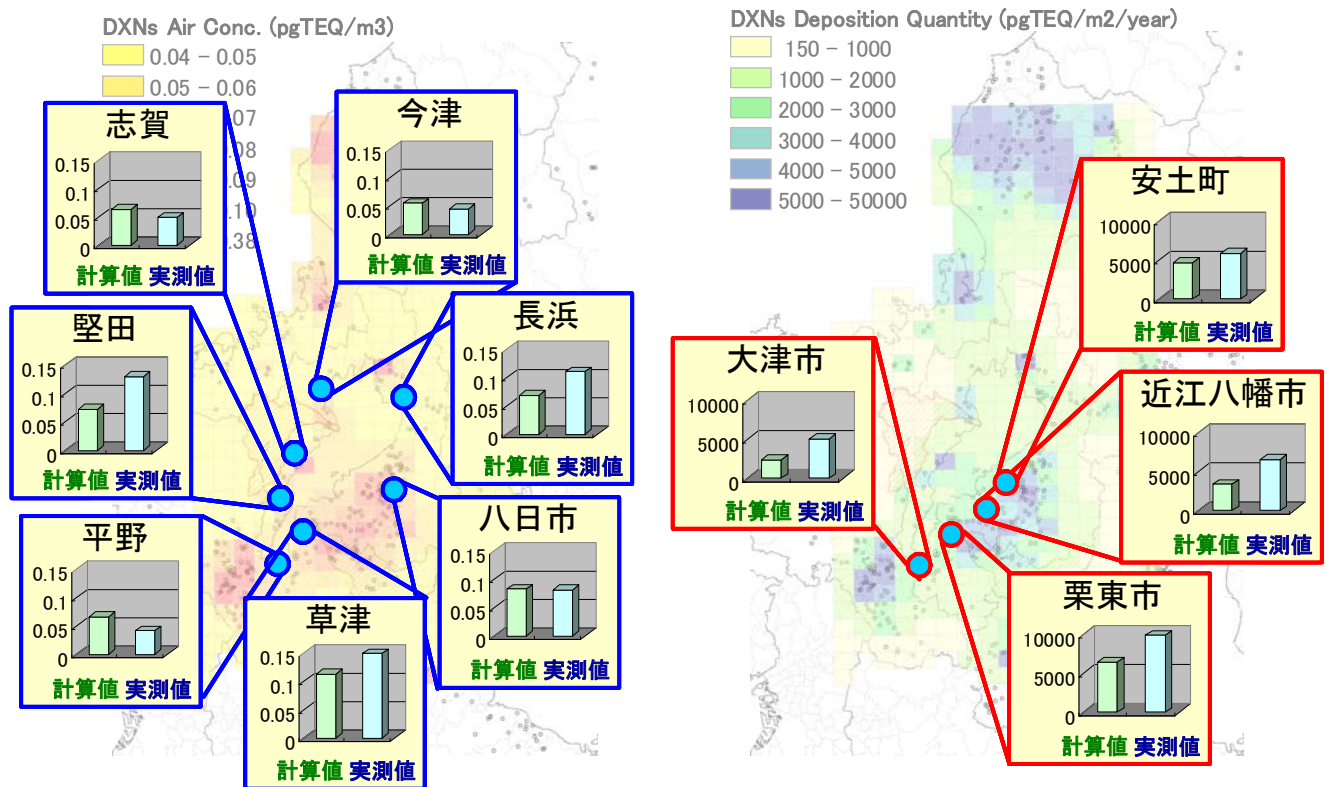 DXNs Air Conc. (pgTEQ/m3)
0.04 - 0.05
0.05 - 0.06
07
08
09
10
.38
志賀
0.15
0.1
0.05
0
計算値 実測値
今津
0.15
0.1
0.05
0
計算値 実測値
堅田
0.15
0.1
0.05
0
計算値 実測値
長浜
0.15
0.1
0.05
0
計算値 実測値
平野
0.15
0.1
0.05
0
計算値 実測値
草津
0.15
0.1
0.05
0
計算値 実測値
八日市
0.15
0.1
0.05
0
計算値 実測値
DXNs Deposition Quantity (pgTEQ/m2/year)
150 - 1000
1000 - 2000
2000 - 3000
3000 - 4000
4000 - 5000
5000 - 50000
安土町
10000
5000
0
計算値 実測値
大津市
10000
5000
0
計算値 実測値
近江八幡市
10000
5000
0
計算値 実測値
栗東市
10000
5000
0
計算値 実測値